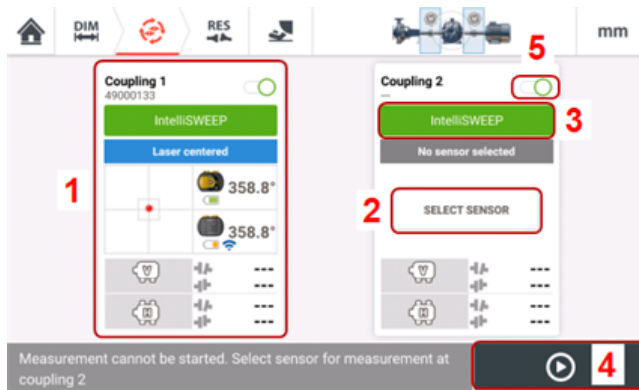 DIM
RES
mm
5
Coupling 1
49000133
IntelliSWEEP
Laser centered
358.8°
358.8°
V
---
---
H
---
---
1
Coupling 2
---
IntelliSWEEP
3
No sensor selected
2
SELECT SENSOR
V
---
---
H
---
---
Measurement cannot be started. Select sensor for measurement at
coupling 2
4